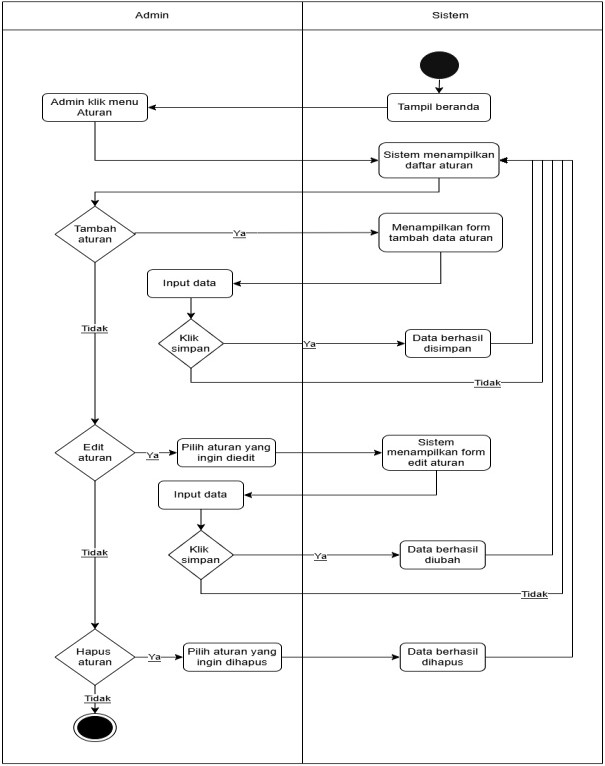 Admin
Sistem
Tampil beranda
Admin klik menu
Aturan
Sistem menampilkan
daftar aturan
Tambah
aturan
Ya
Menampilkan form
tambah data aturan
Input data
Tidak
Klik
simpan
Ya
Data berhasil
disimpan
Tidak
Edit
aturan
Ya
Pilih aturan yang
ingin diedit
Sistem
menampilkan form
edit aturan
Input data
Tidak
Klik
simpan
Ya
Data berhasil
diubah
Tidak
Hapus
aturan
Ya
Pilih aturan yang
ingin dihapus
Data berhasil
dihapus
Tidak